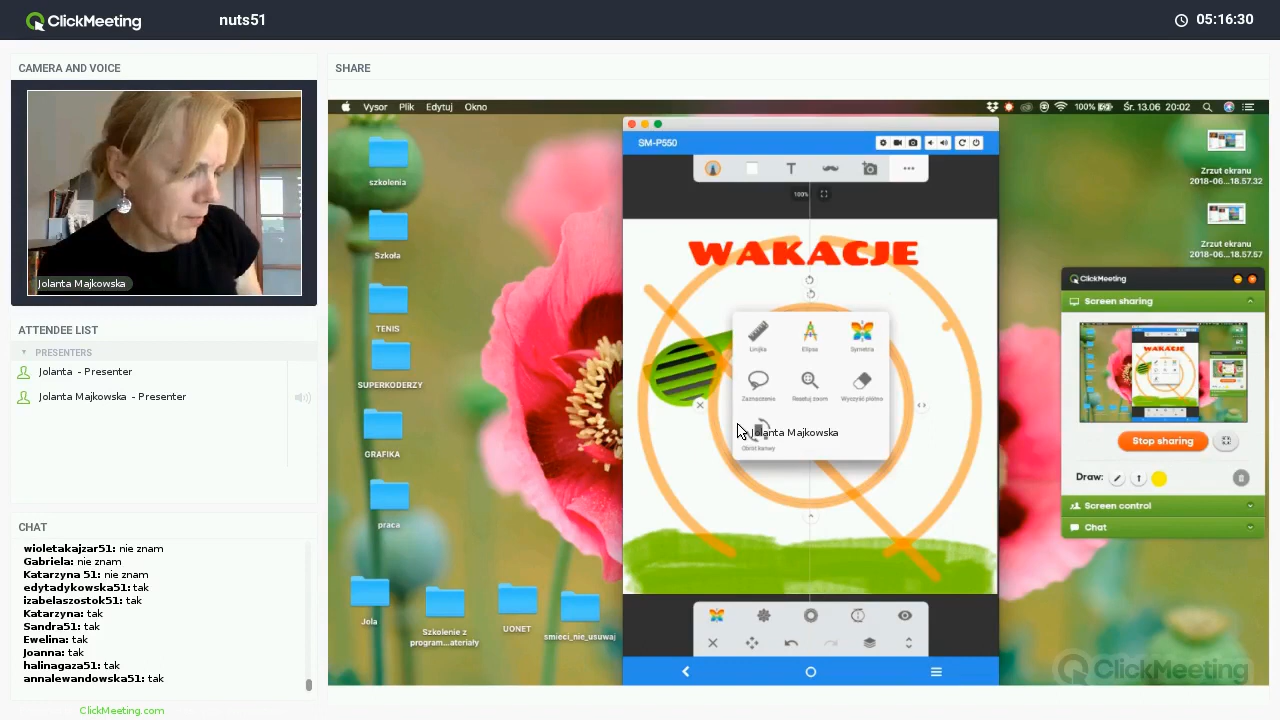 ClickMeeting
nuts51
05:16:30
CAMERA AND VOICE
Jolanta Majkowska
ATTENDEE LIST
PRESENTERS
Jolanta - Presenter
Jolanta Majkowska - Presenter
CHAT
wioletakajzar51: nie znam
Gabriela: nie znam
Katarzyna 51: nie znam
edytadykowska51: tak
izabelaszostok51: tak
Katarzyna: tak
Sandra51: tak
Ewelina: tak
Joanna: tak
halinagaza51: tak
annalewandowska51: tak
ClickMeeting.com
SHARE
Vysor Plik Edytuj Okno
100% Śr. 13.06 20:02
szkolenia
Szkoła
TENIS
SUPERKODERZY
GRAFIKA
praca
Jola
Szkolenie z
program...ateriały
UONET
smieci_nie_usuwaj
SM-P550
T
100%
WAKACJE
Linijka Elipsa Symetria
Zaznaczenie Resetuj zoom Wyczyść płótno
Jolanta Majkowska
Obrót kanwy
Zrzut ekranu
2018-06...18.57.32
Zrzut ekranu
2018-06...18.57.57
ClickMeeting
Screen sharing
WAKACJE
Stop sharing
Draw:
Screen control
Chat
ClickMeeting